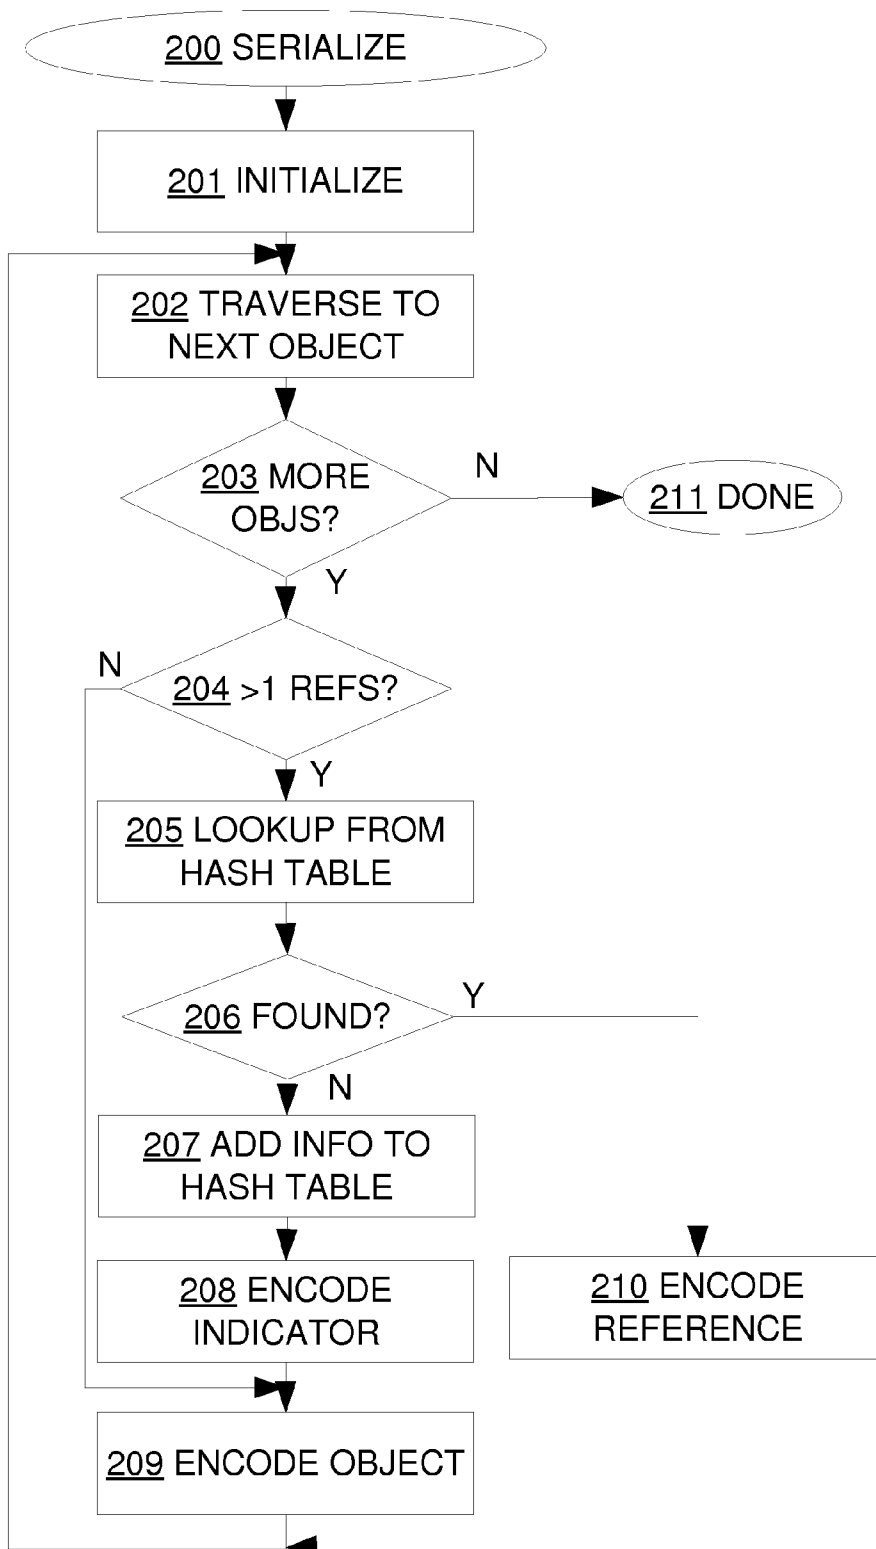 200 SERIALIZE
201 INITIALIZE
202 TRAVERSE TO
NEXT OBJECT
203 MORE
OBJS?
N
211 DONE
Y
N
204 >1 REFS?
Y
205 LOOKUP FROM
HASH TABLE
206 FOUND?
Y
N
207 ADD INFO TO
HASH TABLE
208 ENCODE
INDICATOR
210 ENCODE
REFERENCE
209 ENCODE OBJECT